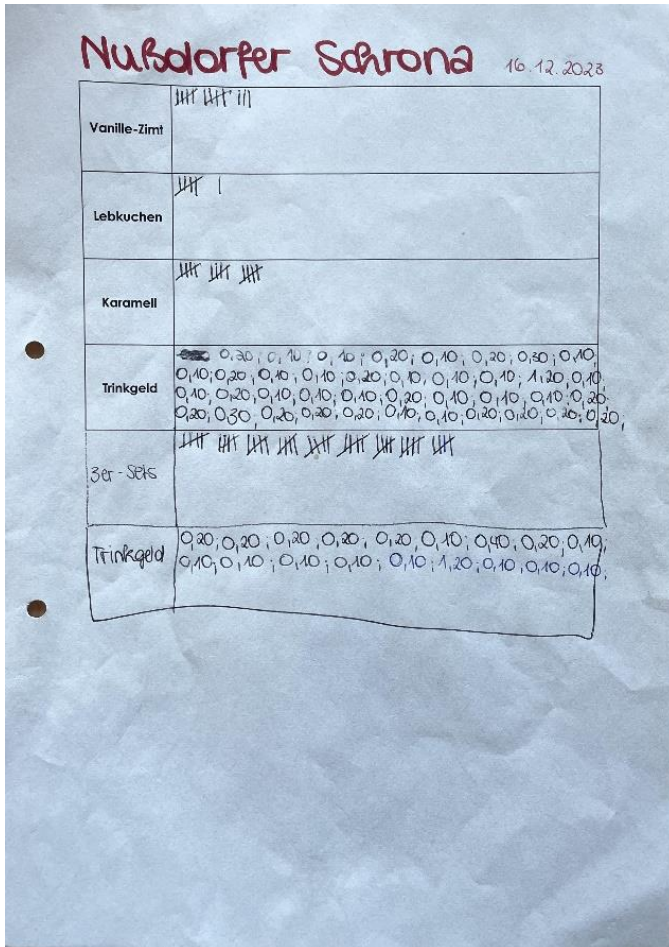 Nußdorfer Schrona 16.12.2023
Vanille-Zimt
Lebkuchen
Karamell
Trinkgeld 0,20; 0,10; 0,10; 0,20; 0,10; 0,20; 0,30; 0,10,
0,10; 0,20; 0,10; 0,10; 0,20; 0,10, 0,10; 0,10; 1,20, 0,10,
0,10, 0,20, 0,10, 0,10; 0,10, 0,20, 0,10, 0,10, 0,10, 0,20.
0,20; 0,30, 0,20, 0,20, 0,20; 0,10, 0,10, 0,20, 0,20, 0,20; 0,20,
3er-Sets
Trinkgeld 0,20; 0,20; 0,20, 0,20, 0,20, 0,10; 0,40; 0,20; 0,10,
0,10; 0,10; 0,10; 0,10; 0,10; 1,20; 0,10, 0,10; 0,10;